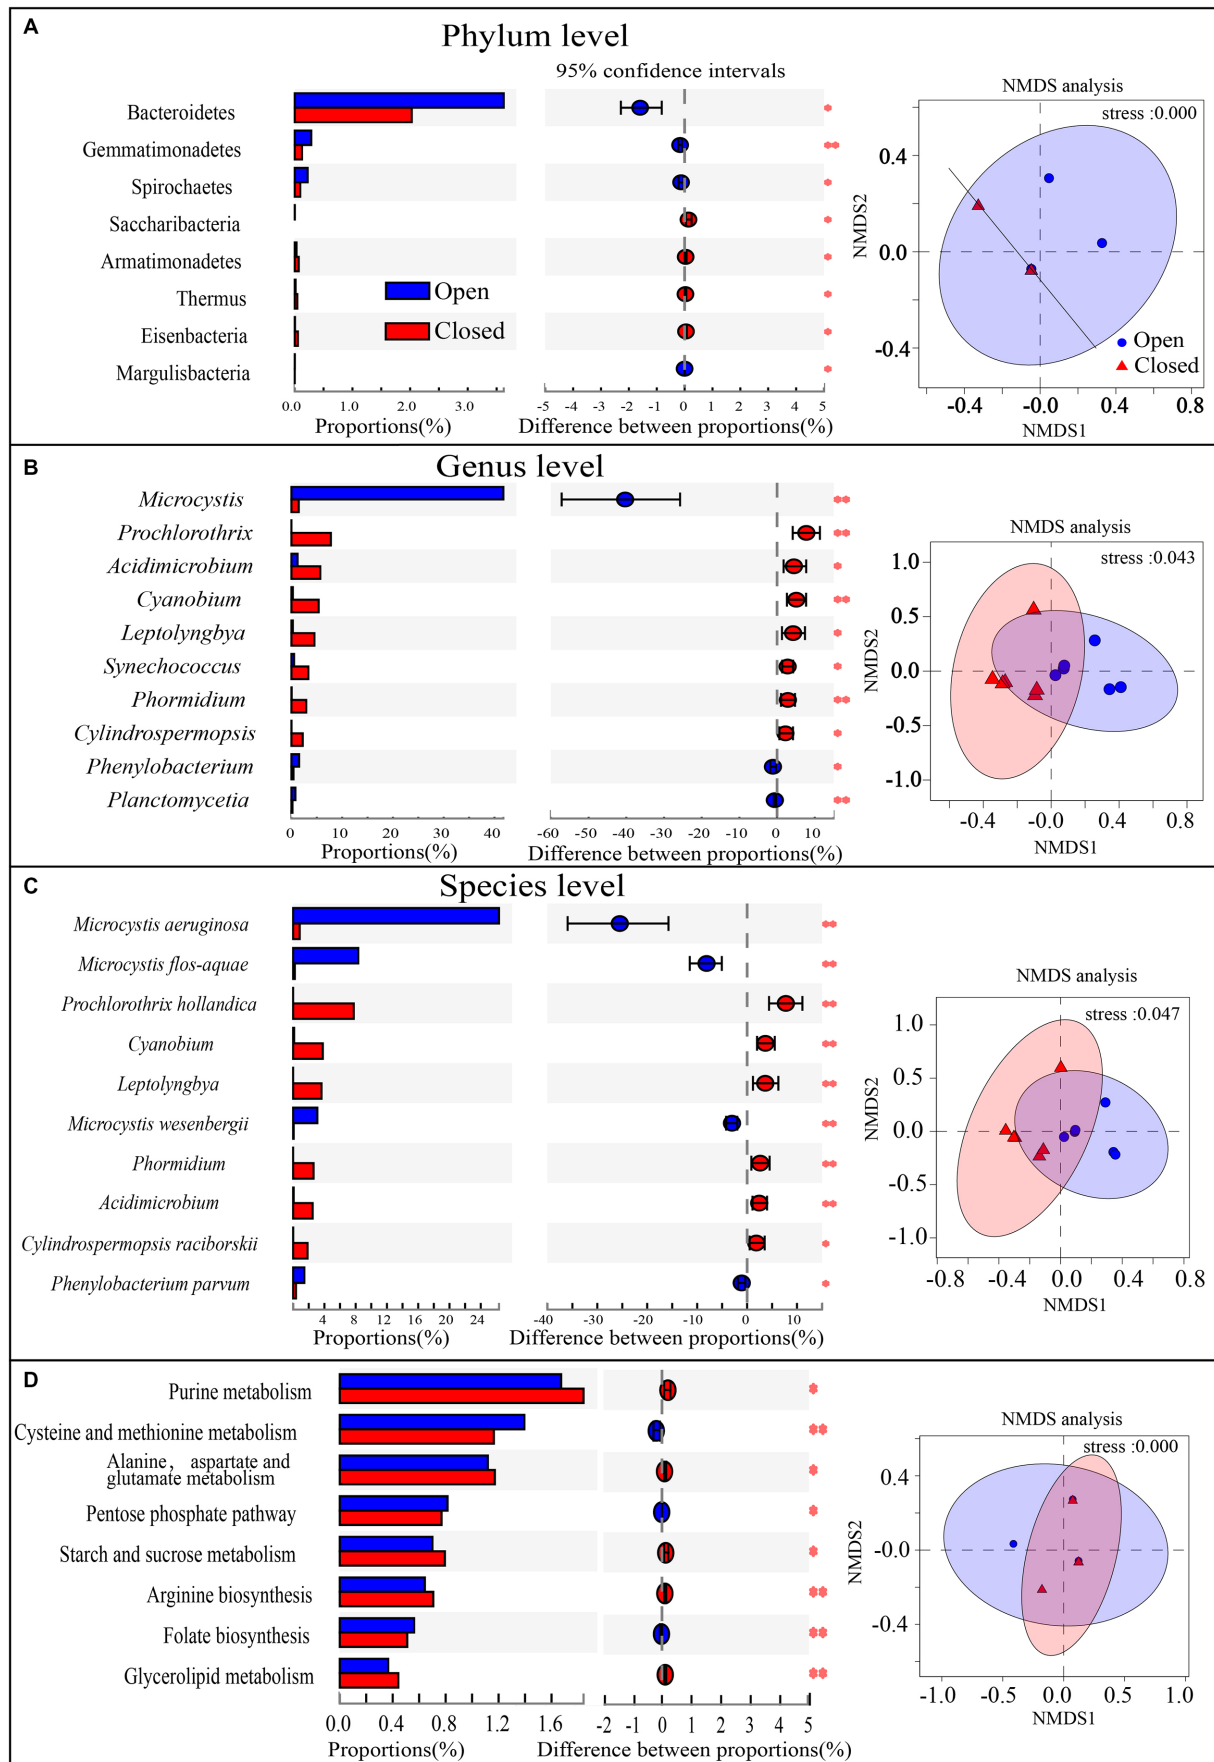 A
Phylum level
95% confidence intervals
Bacteroidetes
Gemmatimonadetes
Spirochaetes
Saccharibacteria
Armatimonadetes
Thermus
Eisenbacteria
Margulisbacteria
Open
Closed
0.0 1.0 2.0 3.0
Proportions(%)
-5 -4 -3 -2 -1 0 1 2 3 4 5
Difference between proportions(%)
NMDS analysis
stress :0.000
0.4
0.0
-0.4
NMDS2
Open
Closed
-0.4 -0.0 0.4 0.8
NMDS1
B
Genus level
Microcystis
Prochlorothrix
Acidimicrobium
Cyanobium
Leptolyngbya
Synechococcus
Phormidium
Cylindrospermopsis
Phenylobacterium
Planctomycetia
0 10 20 30 40
Proportions(%)
-60 -50 -40 -30 -20 -10 0 10
Difference between proportions(%)
NMDS analysis
stress :0.043
1.0
0.5
0.0
-0.5
-1.0
NMDS2
-0.4 -0.0 0.4 0.8
NMDS1
C
Species level
Microcystis aeruginosa
Microcystis flos-aquae
Prochlorothrix hollandica
Cyanobium
Leptolyngbya
Microcystis wesenbergii
Phormidium
Acidimicrobium
Cylindrospermopsis raciborskii
Phenylobacterium parvum
4 8 12 16 20 24
Proportions(%)
-40 -30 -20 -10 0 10
Difference between proportions(%)
NMDS analysis
stress :0.047
1.0
0.5
0.0
-0.5
-1.0
NMDS2
-0.8 -0.4 0.0 0.4 0.8
NMDS1
D
Purine metabolism
Cysteine and methionine metabolism
Alanine, aspartate and
glutamate metabolism
Pentose phosphate pathway
Starch and sucrose metabolism
Arginine biosynthesis
Folate biosynthesis
Glycerolipid metabolism
0.0 0.4 0.8 1.2 1.6
Proportions(%)
-2 -1 0 1 2 3 4 5
Difference between proportions(%)
NMDS analysis
stress :0.000
0.4
-0.0
-0.4
NMDS2
-1.0 -0.5 0.0 0.5 1.0
NMDS1